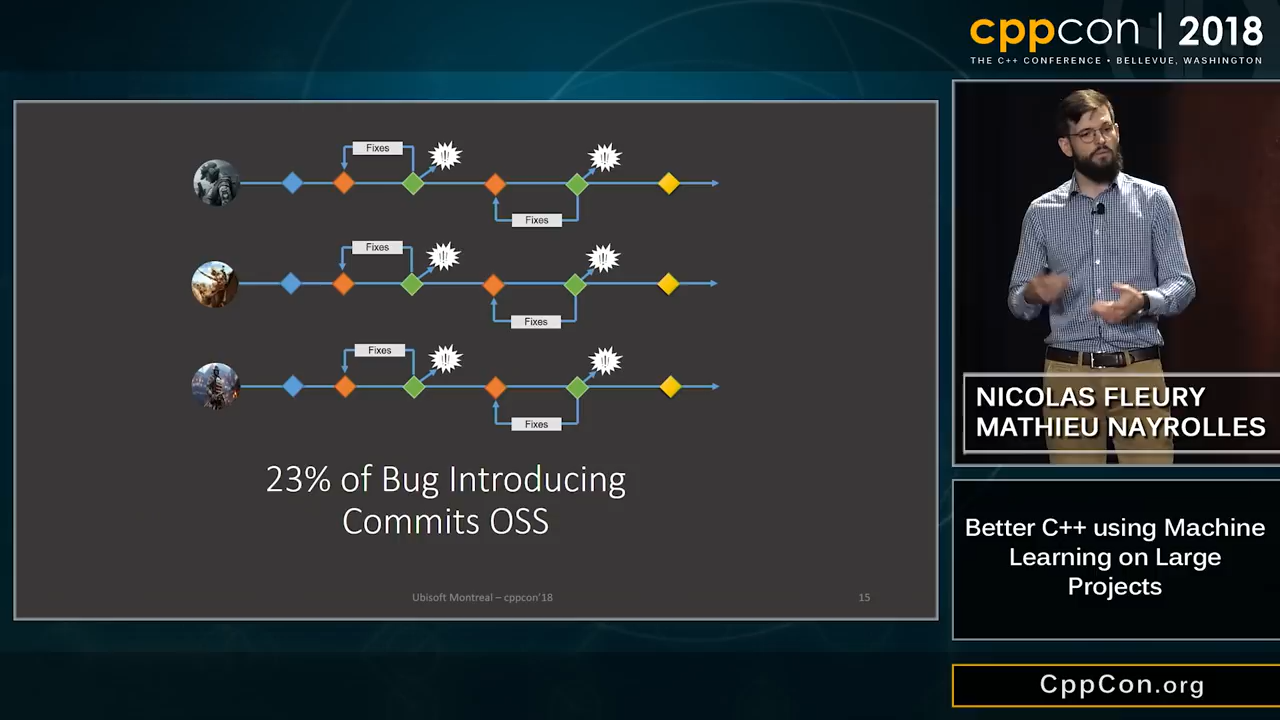 cppcon | 2018
THE C++ CONFERENCE • BELLEVUE, WASHINGTON
Fixes
!!!
!!!
Fixes
Fixes
!!!
!!!
Fixes
Fixes
!!!
!!!
Fixes
23% of Bug Introducing
Commits OSS
Ubisoft Montreal – cppcon'18
15
NICOLAS FLEURY
MATHIEU NAYROLLES
Better C++ using Machine
Learning on Large
Projects
CppCon.org